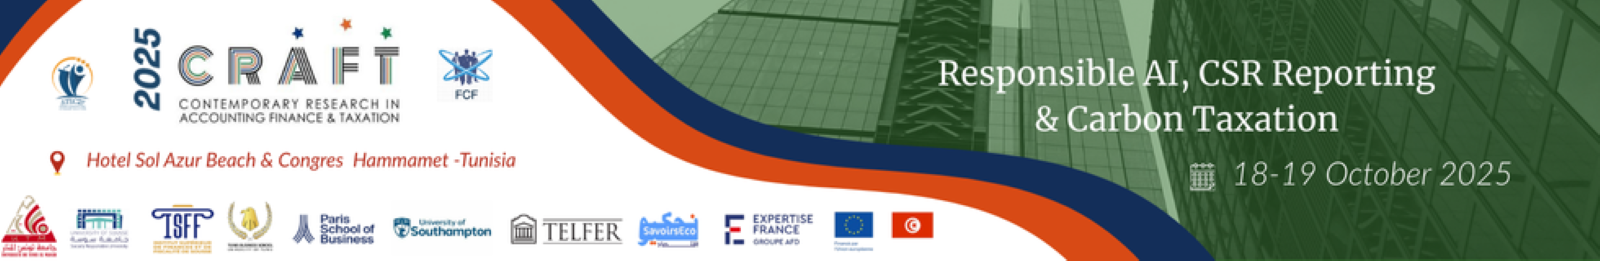 2025
CRAFT
CONTEMPORARY RESEARCH IN
ACCOUNTING FINANCE & TAXATION
FCF
Hotel Sol Azur Beach & Congres Hammamet -Tunisia
Responsible AI, CSR Reporting
& Carbon Taxation
18-19 October 2025
TSFF
Paris
School of
Business
University of
Southampton
TELFER
SavoirsEco
EXPERTISE
FRANCE
GROUPE AFD